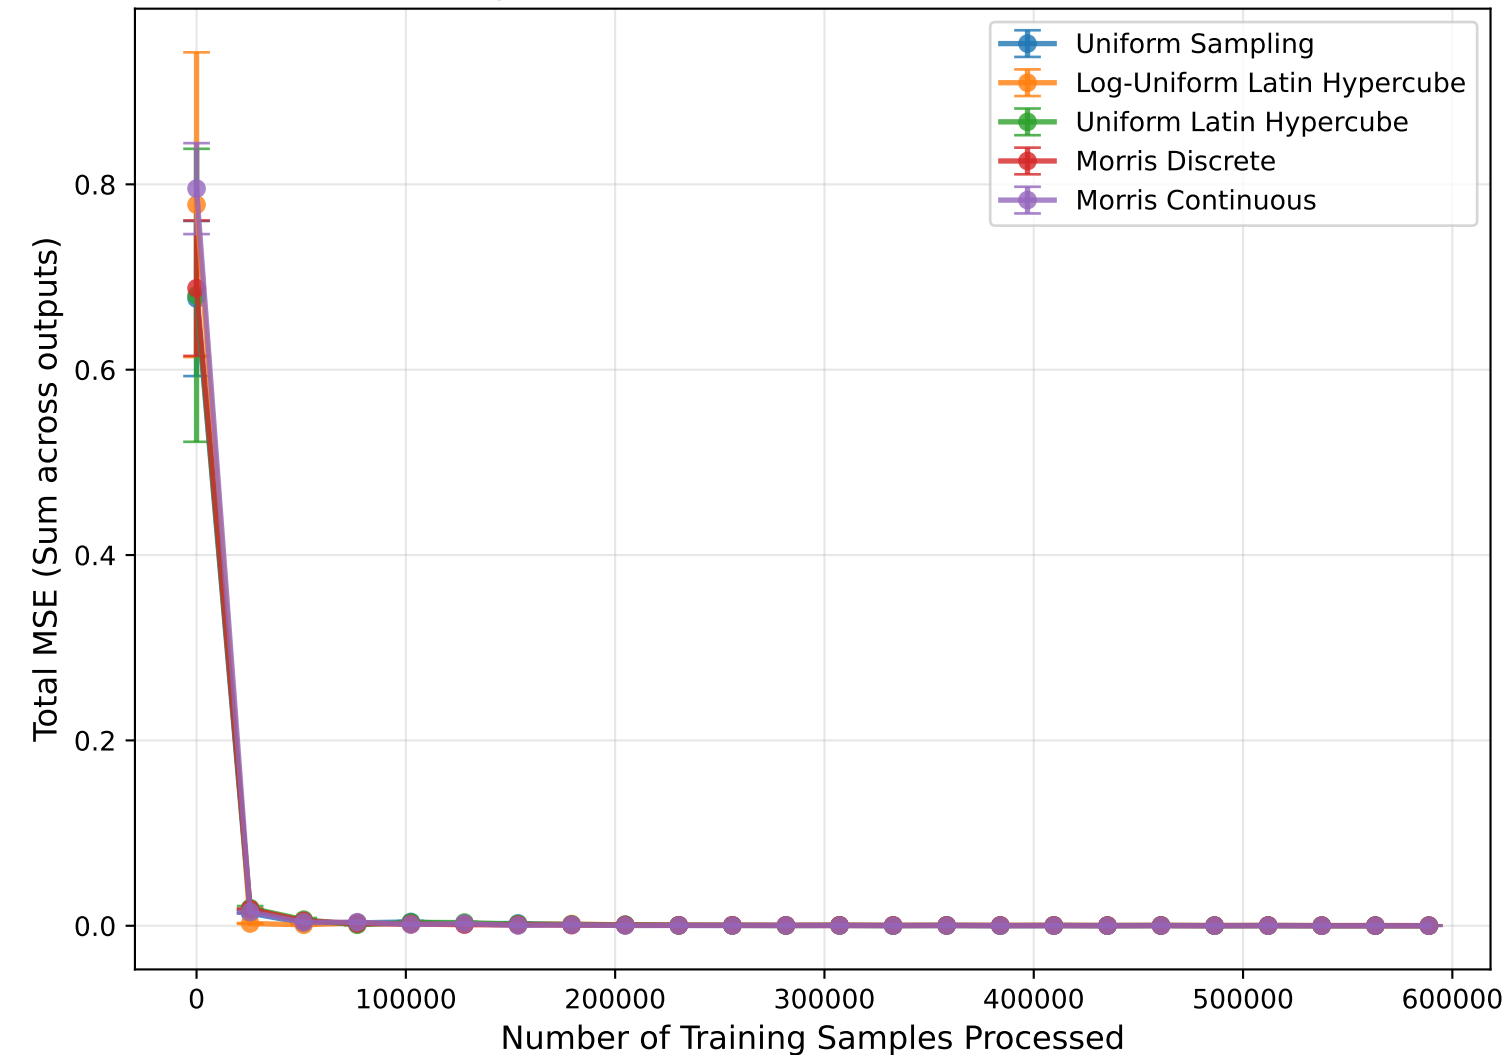 Uniform Sampling
Log-Uniform Latin Hypercube
Uniform Latin Hypercube
Morris Discrete
Morris Continuous
Total MSE (Sum across outputs)
0.8
0.6
0.4
0.2
0.0
0 100000 200000 300000 400000 500000 600000
Number of Training Samples Processed